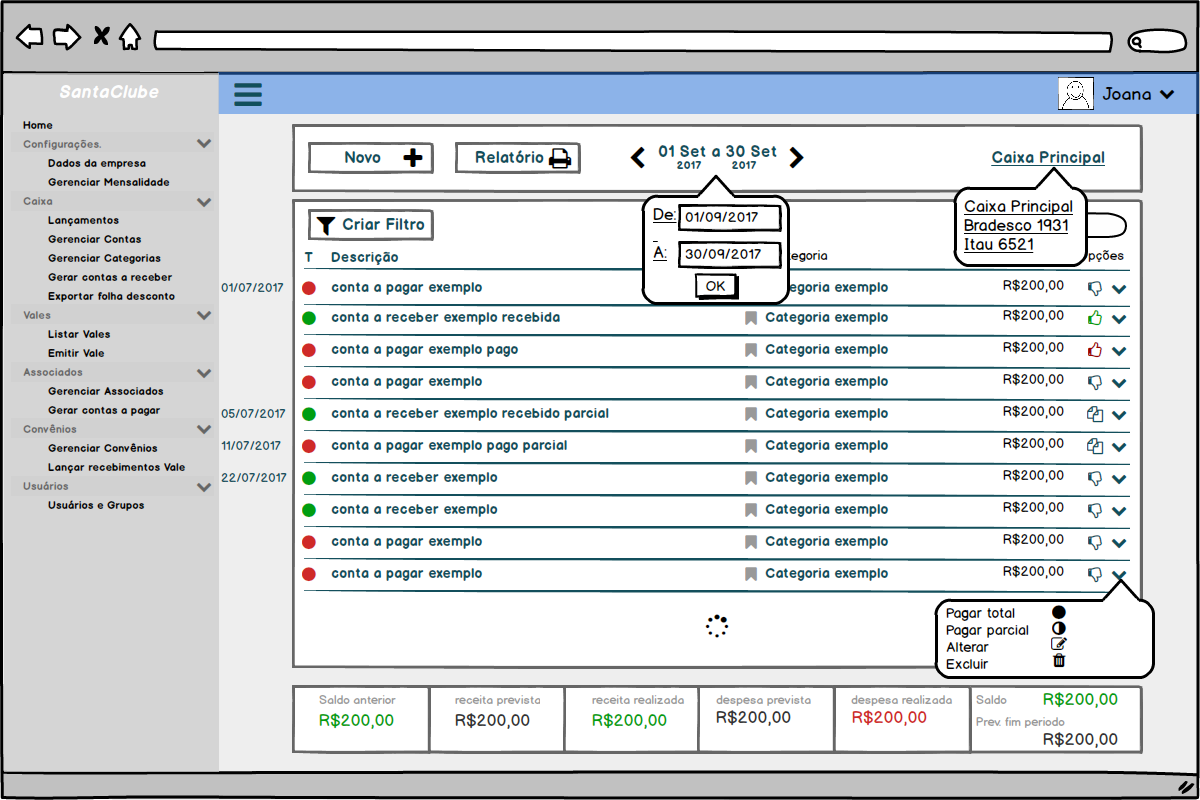 SantaClube
Joana
Home
Configurações.
Dados da empresa
Gerenciar Mensalidade
Caixa
Lançamentos
Gerenciar Contas
Gerenciar Categorias
Gerar contas a receber
Exportar folha desconto
Vales
Listar Vales
Emitir Vale
Associados
Gerenciar Associados
Gerar contas a pagar
Convênios
Gerenciar Convênios
Lançar recebimentos Vale
Usuários
Usuários e Grupos
Novo
Relatório
01 Set a 30 Set
2017 2017
Caixa Principal
Caixa Principal
Bradesco 1931
Itau 6521
De: 01/09/2017
A: 30/09/2017
OK
Criar Filtro
T Descrição egoria pções
01/07/2017 conta a pagar exemplo egoria exemplo R$200,00
conta a receber exemplo recebida Categoria exemplo R$200,00
conta a pagar exemplo pago Categoria exemplo R$200,00
conta a pagar exemplo Categoria exemplo R$200,00
05/07/2017 conta a receber exemplo recebido parcial Categoria exemplo R$200,00
11/07/2017 conta a pagar exemplo pago parcial Categoria exemplo R$200,00
22/07/2017 conta a receber exemplo Categoria exemplo R$200,00
conta a receber exemplo Categoria exemplo R$200,00
conta a pagar exemplo Categoria exemplo R$200,00
conta a pagar exemplo Categoria exemplo R$200,00
Pagar total
Pagar parcial
Alterar
Excluir
Saldo anterior
R$200,00
receita prevista
R$200,00
receita realizada
R$200,00
despesa prevista
R$200,00
despesa realizada
R$200,00
Saldo R$200,00
Prev. fim periodo
R$200,00